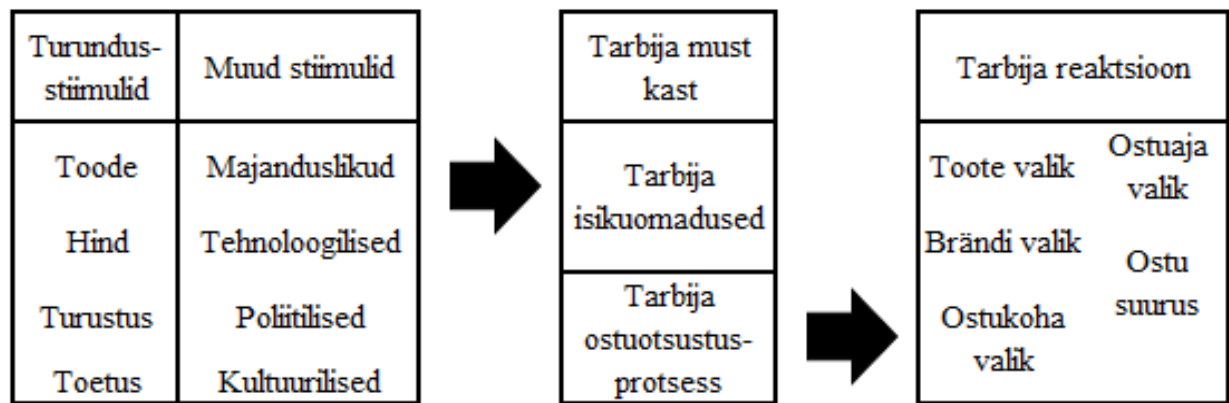 Turundus-
stiimulid
Muud stiimulid
Toode
Majanduslikud
Hind
Tehnoloogilised
Turustus
Poliitilised
Toetus
Kultuurilised
Tarbija must
kast
Tarbija
isikuomadused
Tarbija
ostuotsustus-
protsess
Tarbija reaktsioon
Toote valik
Brändi valik
Ostukoha
valik
Ostuaja
valik
Ostu
suurus